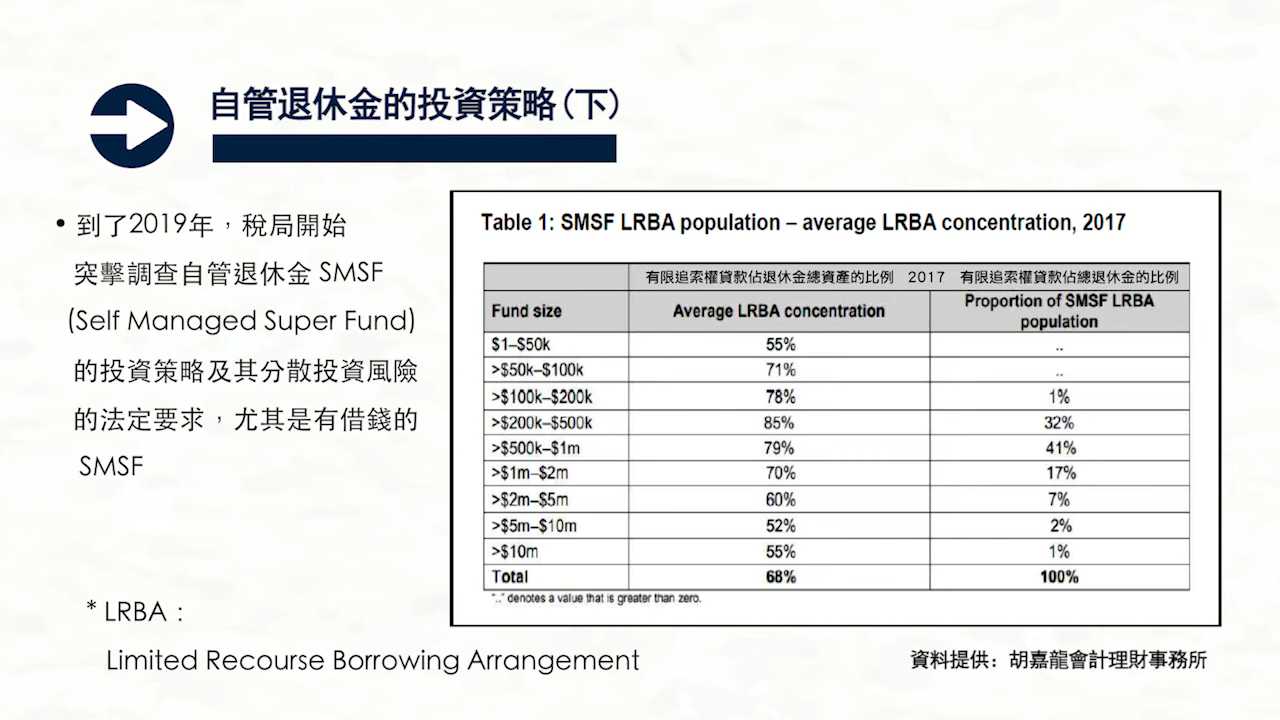 自管退休金的投資策略(下)
• 到了2019年，稅局開始
突擊調查自管退休金 SMSF
(Self Managed Super Fund)
的投資策略及其分散投資風險
的法定要求，尤其是有借錢的
SMSF
* LRBA：
Limited Recourse Borrowing Arrangement
Table 1: SMSF LRBA population – average LRBA concentration, 2017
有限追索權貸款佔退休金總資產的比例 2017 有限追索權貸款佔總退休金的比例
Fund size Average LRBA concentration Proportion of SMSF LRBA
population
$1–$50k 55% ..
>$50k–$100k 71% ..
>$100k–$200k 78% 1%
>$200k–$500k 85% 32%
>$500k–$1m 79% 41%
>$1m–$2m 70% 17%
>$2m–$5m 60% 7%
>$5m–$10m 52% 2%
>$10m 55% 1%
Total 68% 100%
".." denotes a value that is greater than zero.
資料提供：胡嘉龍會計理財事務所